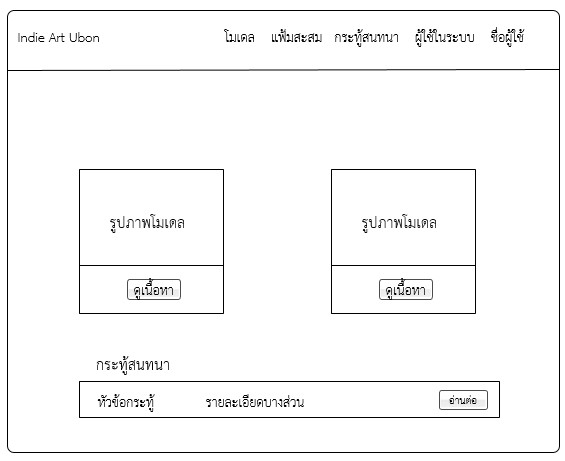 Indie Art Ubon โมเดล แฟ้มสะสม กระทู้สนทนา ผู้ใช้ในระบบ ชื่อผู้ใช้
รูปภาพโมเดล รูปภาพโมเดล
ดูเนื้อหา ดูเนื้อหา
กระทู้สนทนา
หัวข้อกระทู้ รายละเอียดบางส่วน อ่านต่อ